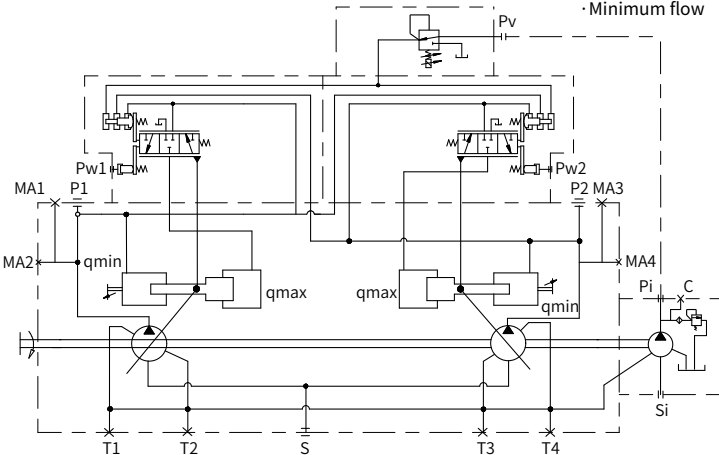 ·Minimum flow
Pv
Pw1
Pw2
MA1
P1
P2
MA3
MA2
qmin
qmax
qmax
qmin
MA4
Pi
C
Si
T1
T2
S
T3
T4